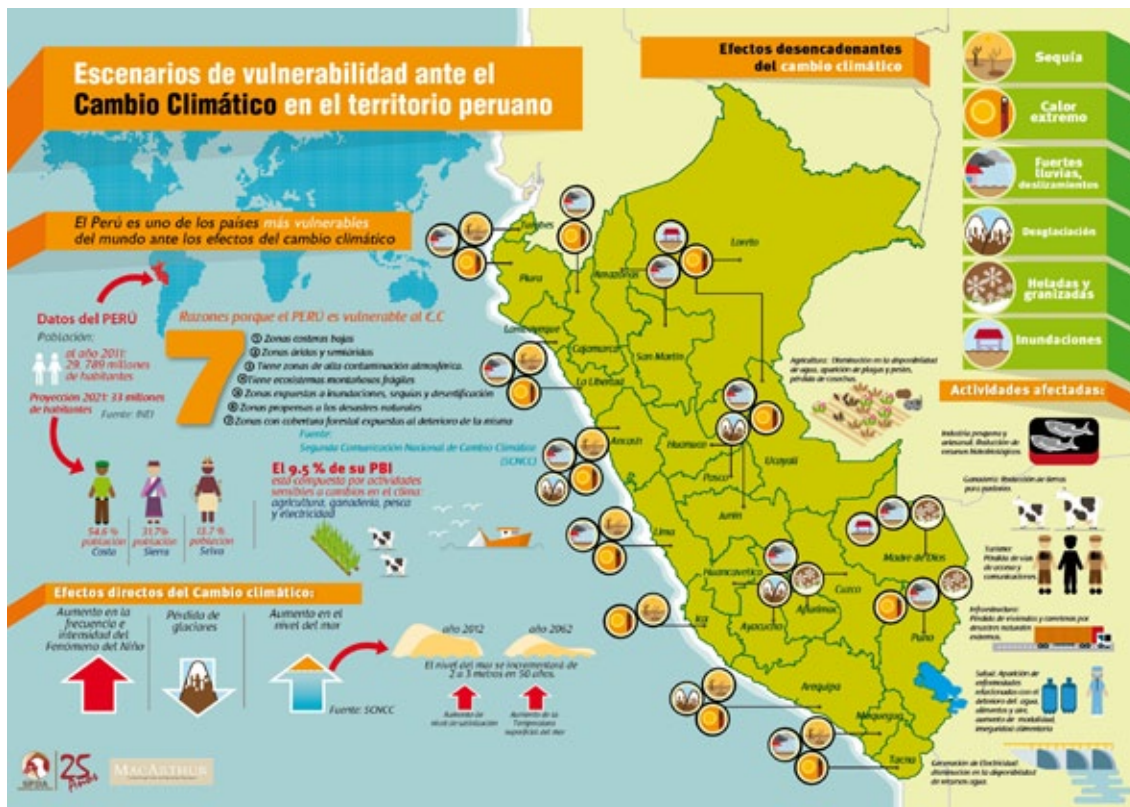 Escenarios de vulnerabilidad ante el
Cambio Climático en el territorio peruano
El Perú es uno de los países más vulnerables
del mundo ante los efectos del cambio climático
Datos del PERÚ
Población:
al año 2011:
29, 789 millones
de habitantes
Proyección 2021: 33 millones
de habitantes
Fuente: INEI
54.6 %
población
Costa
31.7%
población
Sierra
13.7 %
población
Selva
Razones porque el PERÚ es vulnerable al C.C
7
① Zonas costeras bajas
② Zonas áridas y semiáridas
③ Tiene zonas de alta contaminación atmosférica.
④ Tiene ecosistemas montañosos frágiles
⑤ Zonas expuestas a inundaciones, sequías y desertificación
⑥ Zonas propensas a los desastres naturales
⑦ Zonas con cobertura forestal expuestas al deterioro de la misma
Fuente:
Segunda Comunicación Nacional de Cambio Climático
(SCNCC)
El 9.5 % de su PBI
está compuesto por actividades
sensibles a cambios en el clima:
agricultura, ganadería, pesca
y electricidad
Efectos directos del Cambio climático:
Aumento en la
frecuencia e
intensidad del
Fenómeno del Niño
Pérdida de
glaciares
Aumento en el
nivel del mar
Fuente: SCNCC
año 2012
año 2062
El nivel del mar se incrementará de
2 a 3 metros en 50 años.
Aumento de la
Temperatura
superficial del mar
SPDA
25
años
MACARTHUR
Efectos desencadenantes
del cambio climático
Sequía
Calor
extremo
Fuertes
lluvias,
deslizamientos
Desglaciación
Heladas y
granizadas
Inundaciones
Tumbes
Piura
Lambayeque
Cajamarca
Amazonas
Loreto
San Martín
La Libertad
Ancash
Huanuco
Ucayali
Pasco
Junín
Lima
Madre de Dios
Huancavelica
Cuzco
Ica
Ayacucho
Apurimac
Puno
Arequipa
Moquegua
Tacna
Agricultura: Disminución en la disponibilidad
de agua, aparición de plagas y pestes,
pérdida de cosechas.
Actividades afectadas:
Industria pesquera y
artesanal: Reducción de
recursos hidrobiológicos
Ganadería: Reducción de tierras
para pastoreo.
Turismo:
Pérdida de vías
de acceso y
comunicaciones.
Infraestructura:
Pérdida de viviendas y carreteras por
desastres naturales
extremos.
Salud: Aparición de
enfermedades
relacionadas con el
deterioro del agua,
alimentos y aire,
aumento de
inseguridad alimentaria
Generación de Electricidad:
disminución en la disponibilidad
de agua.